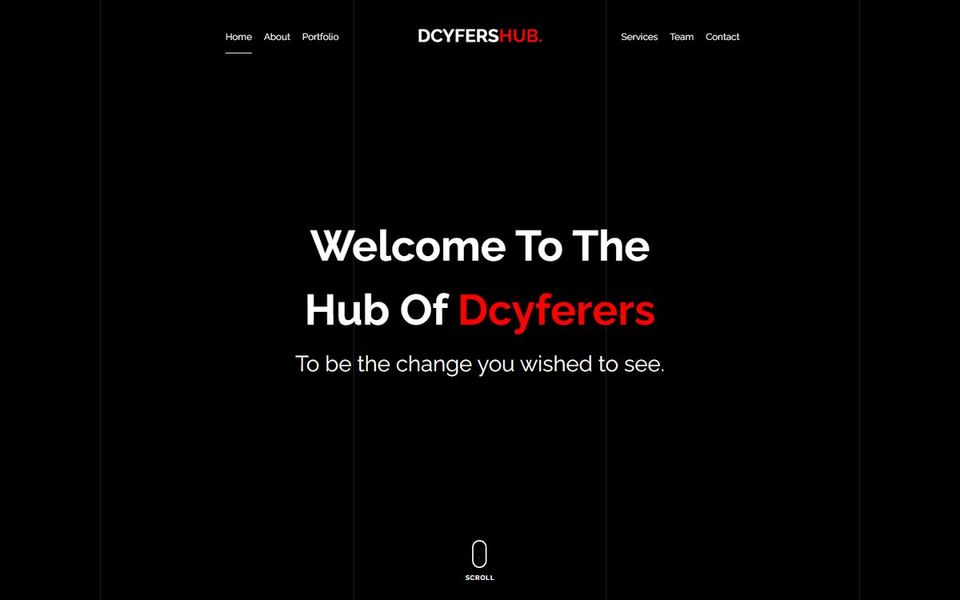 Home About Portfolio DCYFERSHUB. Services Team Contact
Welcome To The
Hub Of Dcyferers
To be the change you wished to see.
SCROLL